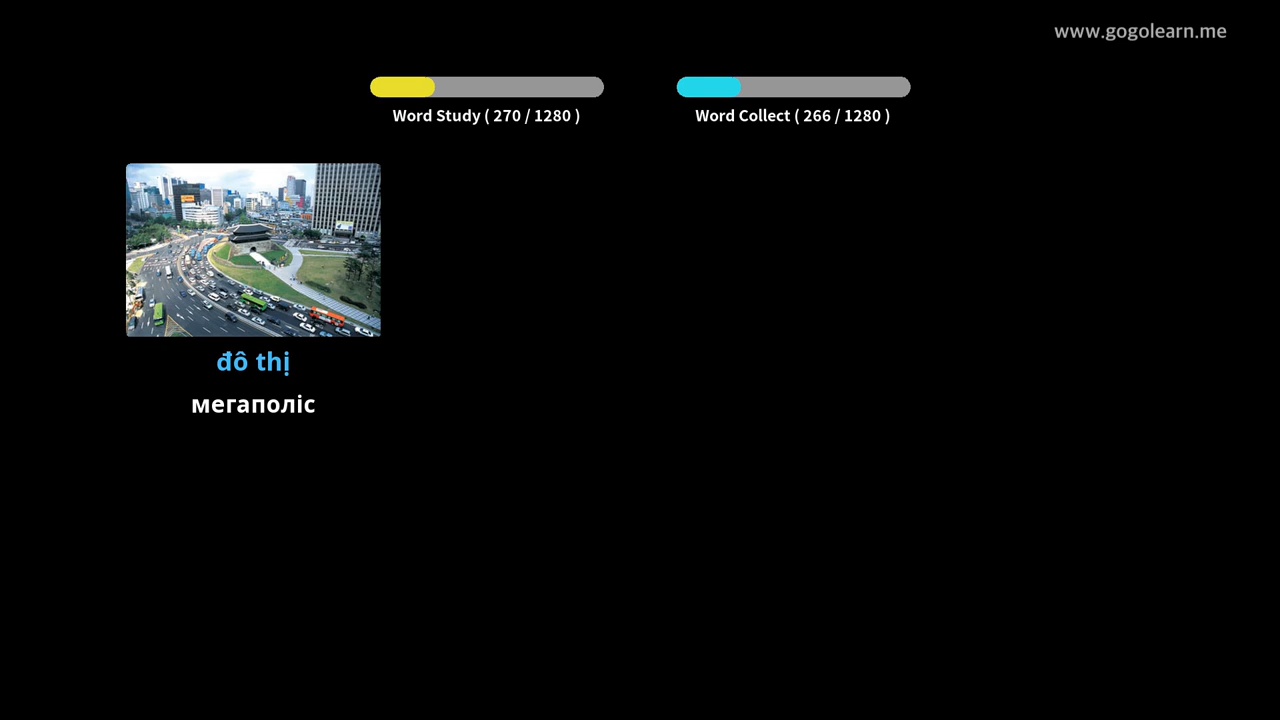 www.gogolearn.me
Word Study ( 270 / 1280 )
Word Collect ( 266 / 1280 )
đô thị
мегаполіс